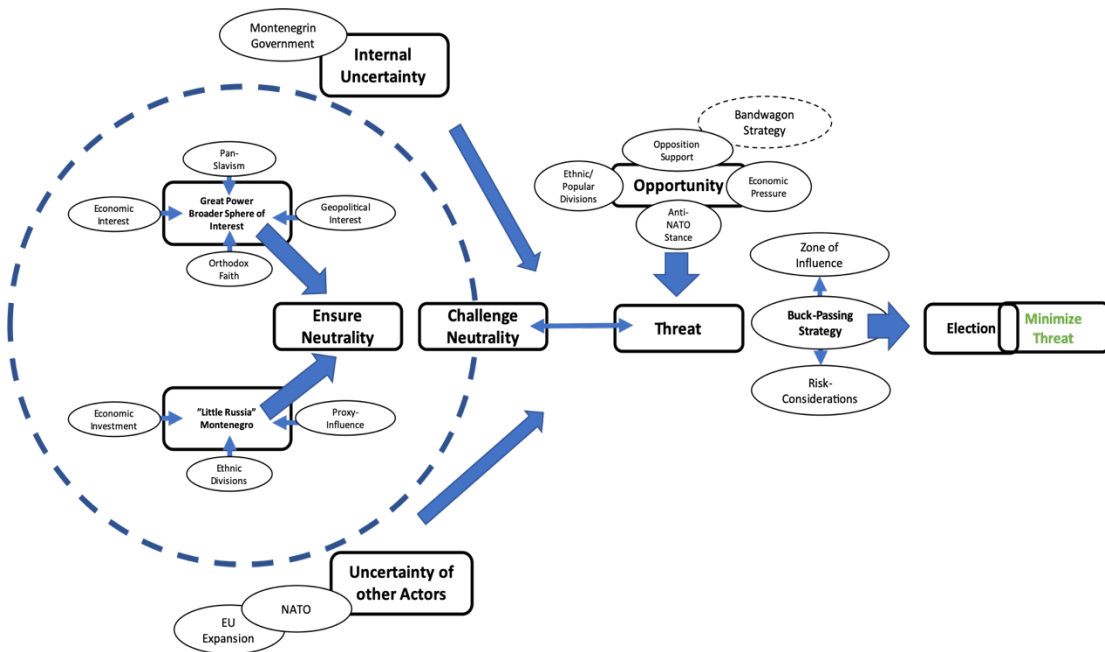 Montenegrin
Government
Internal
Uncertainty
Pan-
Slavism
Great Power
Broader Sphere of
Interest
Economic
Interest
Geopolitical
Interest
Orthodox
Faith
Ensure
Neutrality
"Little Russia"
Montenegro
Economic
Investment
Proxy-
Influence
Ethnic
Divisions
Uncertainty of
other Actors
NATO
EU
Expansion
Challenge
Neutrality
Bandwagon
Strategy
Opposition
Support
Ethnic/
Popular
Divisions
Opportunity
Economic
Pressure
Anti-
NATO
Stance
Threat
Zone of
Influence
Buck-Passing
Strategy
Risk-
Considerations
Election
Minimize
Threat